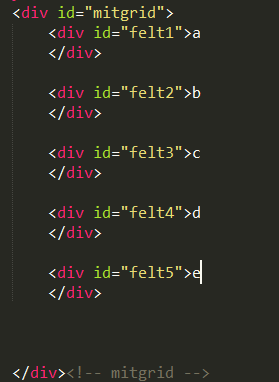 <div id="mitgrid">
<div id="felt1">a
</div>
<div id="felt2">b
</div>
<div id="felt3">c
</div>
<div id="felt4">d
</div>
<div id="felt5">e
</div>
</div><!-- mitgrid -->